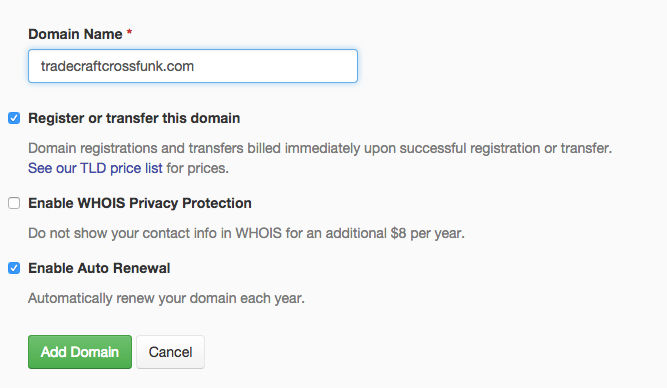 Domain Name *
tradecraftcrossfunk.com
Register or transfer this domain
Domain registrations and transfers billed immediately upon successful registration or transfer.
See our TLD price list for prices.
Enable WHOIS Privacy Protection
Do not show your contact info in WHOIS for an additional $8 per year.
Enable Auto Renewal
Automatically renew your domain each year.
Add Domain Cancel